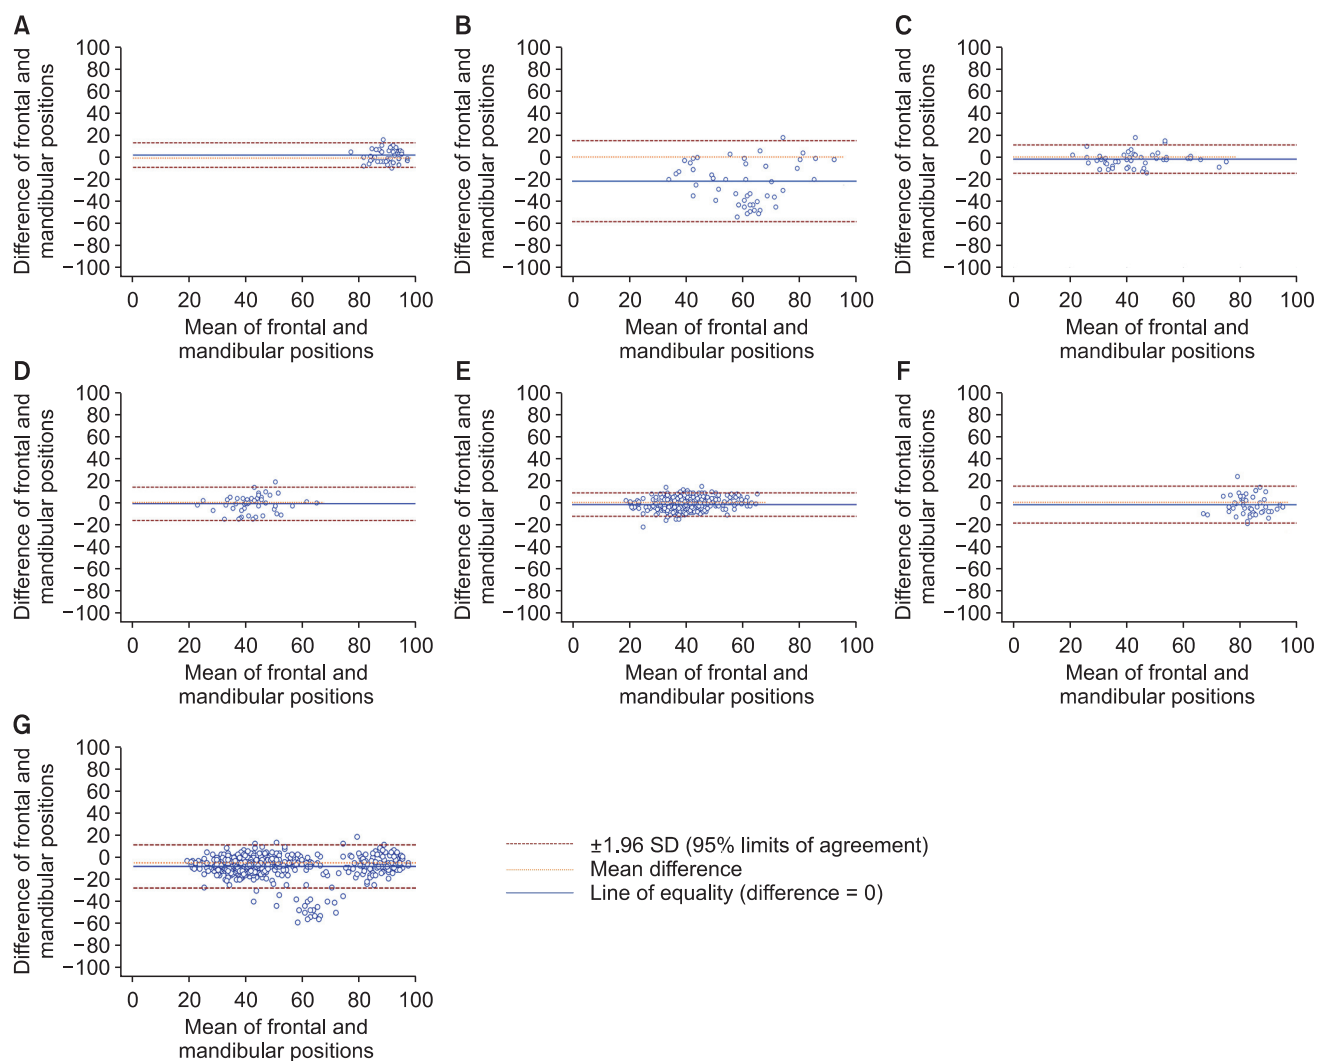 A
Difference of frontal and
mandibular positions
100
80
60
40
20
0
−20
−40
−60
−80
−100
0 20 40 60 80 100
Mean of frontal and
mandibular positions
B
Difference of frontal and
mandibular positions
100
80
60
40
20
0
−20
−40
−60
−80
−100
0 20 40 60 80 100
Mean of frontal and
mandibular positions
C
Difference of frontal and
mandibular positions
100
80
60
40
20
0
−20
−40
−60
−80
−100
0 20 40 60 80 100
Mean of frontal and
mandibular positions
D
Difference of frontal and
mandibular positions
100
80
60
40
20
0
−20
−40
−60
−80
−100
0 20 40 60 80 100
Mean of frontal and
mandibular positions
E
Difference of frontal and
mandibular positions
100
80
60
40
20
0
−20
−40
−60
−80
−100
0 20 40 60 80 100
Mean of frontal and
mandibular positions
F
Difference of frontal and
mandibular positions
100
80
60
40
20
0
−20
−40
−60
−80
−100
0 20 40 60 80 100
Mean of frontal and
mandibular positions
G
Difference of frontal and
mandibular positions
100
80
60
40
20
0
−20
−40
−60
−80
−100
0 20 40 60 80 100
Mean of frontal and
mandibular positions
±1.96 SD (95% limits of agreement)
Mean difference
Line of equality (difference = 0)